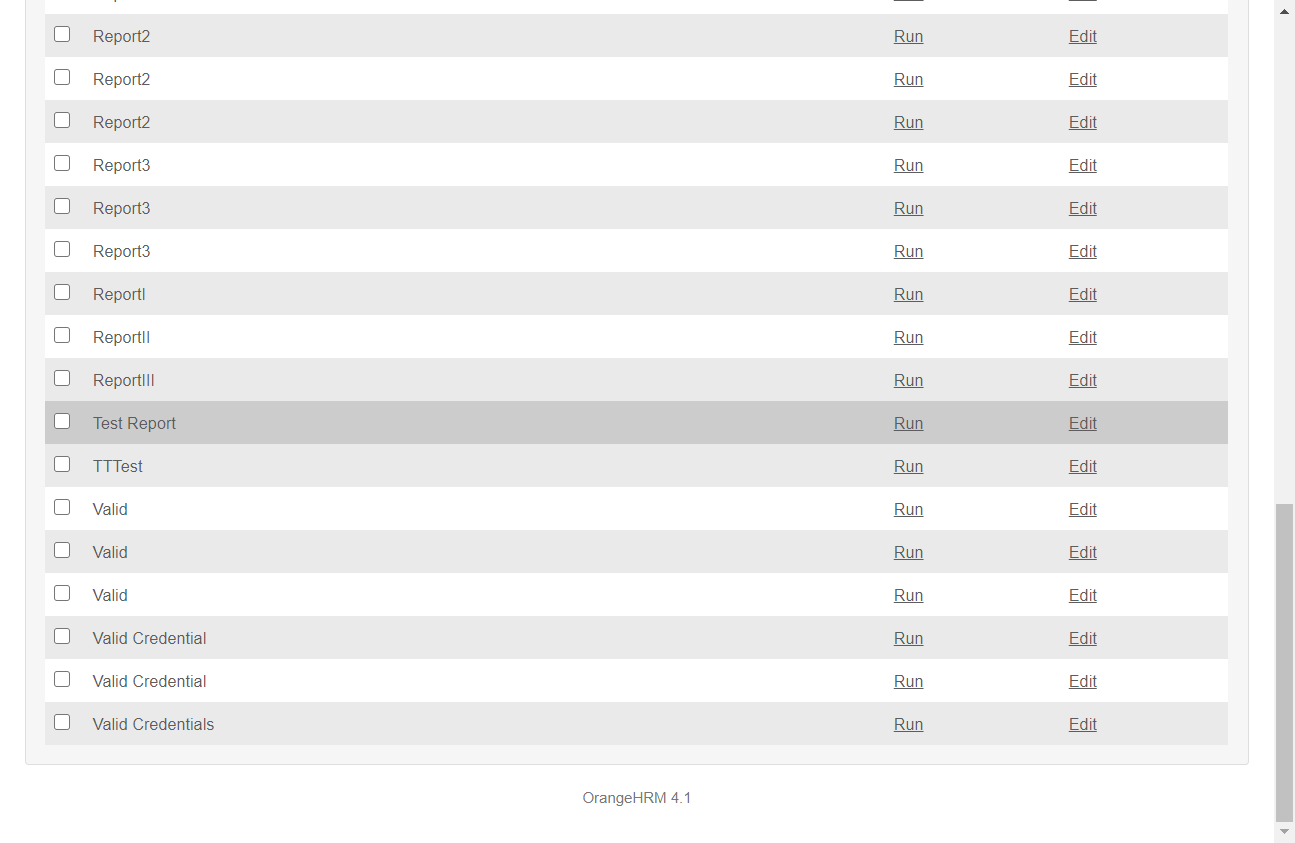 Report2 Run Edit
Report2 Run Edit
Report2 Run Edit
Report3 Run Edit
Report3 Run Edit
Report3 Run Edit
ReportI Run Edit
ReportII Run Edit
ReportIII Run Edit
Test Report Run Edit
TTTest Run Edit
Valid Run Edit
Valid Run Edit
Valid Run Edit
Valid Credential Run Edit
Valid Credential Run Edit
Valid Credentials Run Edit
OrangeHRM 4.1